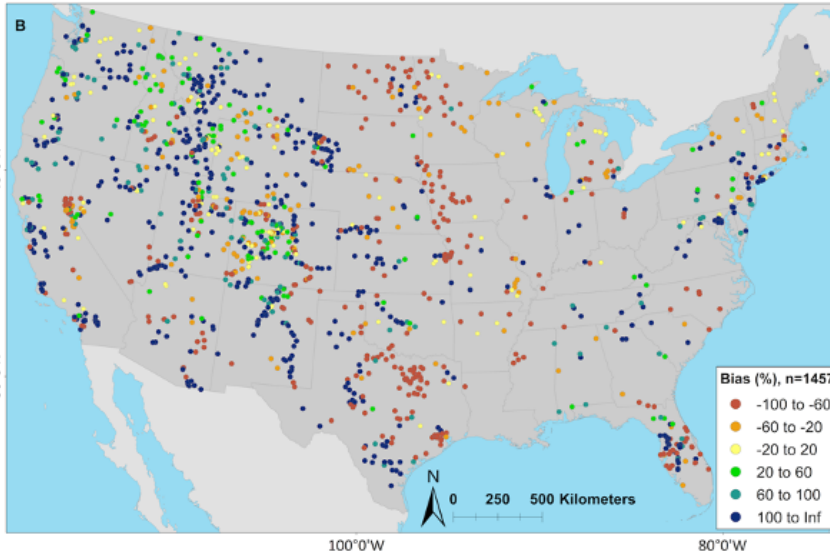 B
Bias (%), n=1457
-100 to -60
-60 to -20
-20 to 20
20 to 60
60 to 100
100 to Inf
N
0 250 500 Kilometers
100°0'W 80°0'W